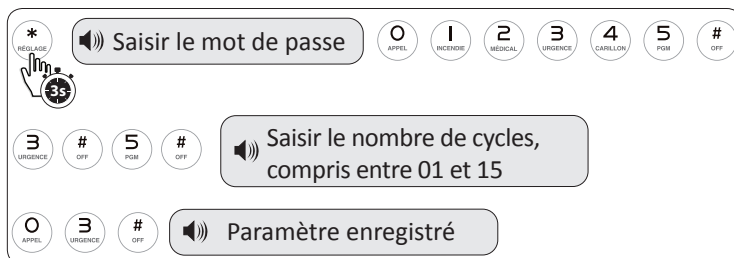 * RÉGLAGE 3s Saisir le mot de passe 0 APPEL 1 INCENDIE 2 MÉDICAL 3 URGENCE 4 CARILLON 5 PGM # OFF
3 URGENCE # OFF 5 PGM # OFF Saisir le nombre de cycles,
compris entre 01 et 15
0 APPEL 3 URGENCE # OFF Paramètre enregistré